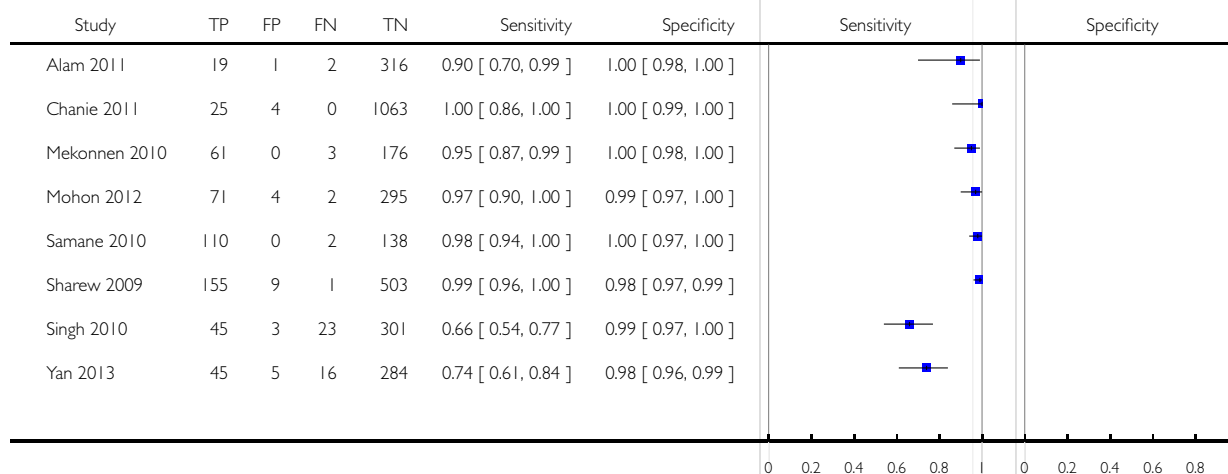 Study TP FP FN TN Sensitivity Specificity Sensitivity Specificity
Alam 2011 19 1 2 316 0.90 [ 0.70, 0.99 ] 1.00 [ 0.98, 1.00 ]
Chanie 2011 25 4 0 1063 1.00 [ 0.86, 1.00 ] 1.00 [ 0.99, 1.00 ]
Mekonnen 2010 61 0 3 176 0.95 [ 0.87, 0.99 ] 1.00 [ 0.98, 1.00 ]
Mohon 2012 71 4 2 295 0.97 [ 0.90, 1.00 ] 0.99 [ 0.97, 1.00 ]
Samane 2010 110 0 2 138 0.98 [ 0.94, 1.00 ] 1.00 [ 0.97, 1.00 ]
Sharew 2009 155 9 1 503 0.99 [ 0.96, 1.00 ] 0.98 [ 0.97, 0.99 ]
Singh 2010 45 3 23 301 0.66 [ 0.54, 0.77 ] 0.99 [ 0.97, 1.00 ]
Yan 2013 45 5 16 284 0.74 [ 0.61, 0.84 ] 0.98 [ 0.96, 0.99 ]
0 0.2 0.4 0.6 0.8 1 0 0.2 0.4 0.6 0.8